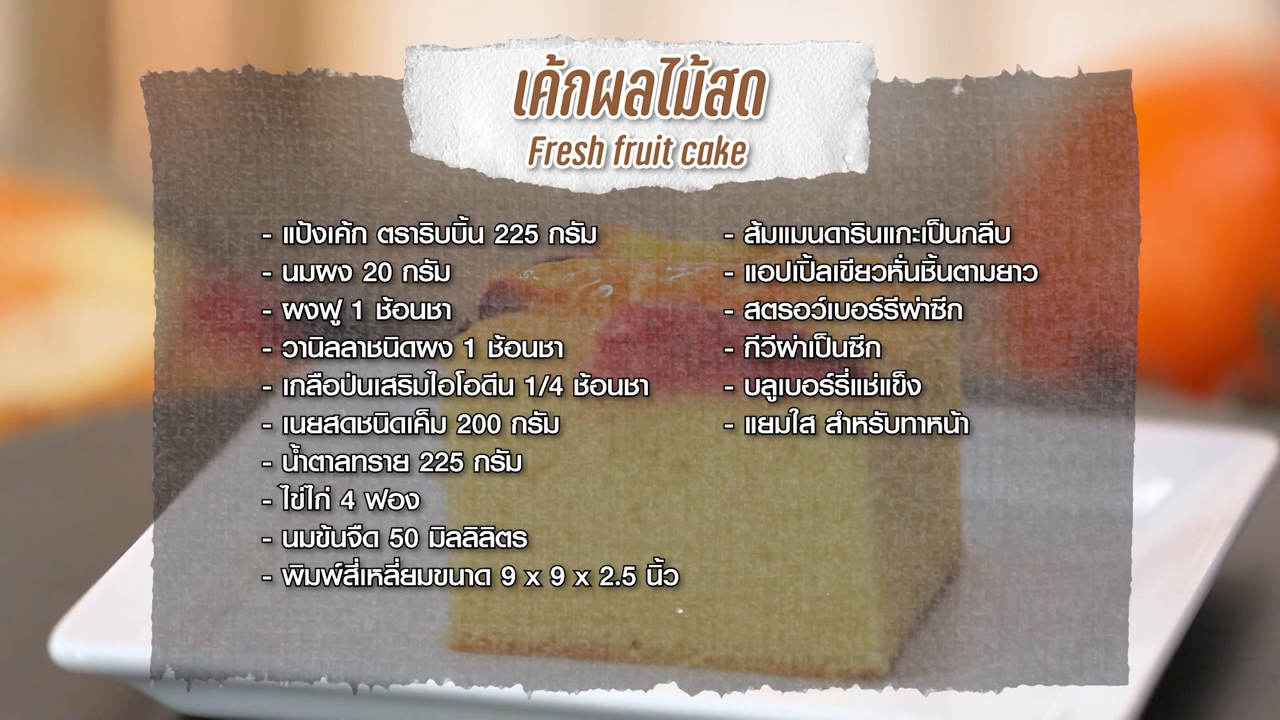 เค้กผลไม้สด
Fresh fruit cake
- แป้งเค้ก ตราริบบิ้น 225 กรัม
- นมผง 20 กรัม
- ผงฟู 1 ช้อนชา
- วานิลลาชนิดผง 1 ช้อนชา
- เกลือป่นเสริมไอโอดีน 1/4 ช้อนชา
- เนยสดชนิดเค็ม 200 กรัม
- น้ำตาลทราย 225 กรัม
- ไข่ไก่ 4 ฟอง
- นมข้นจืด 50 มิลลิลิตร
- พิมพ์สี่เหลี่ยมขนาด 9 x 9 x 2.5 นิ้ว
- ส้มแมนดารินแกะเป็นกลีบ
- แอปเปิ้ลเขียวหั่นชิ้นตามยาว
- สตรอว์เบอร์รีผ่าซีก
- กีวีผ่าเป็นซีก
- บลูเบอร์รี่แช่แข็ง
- แยมใส สำหรับทาหน้า